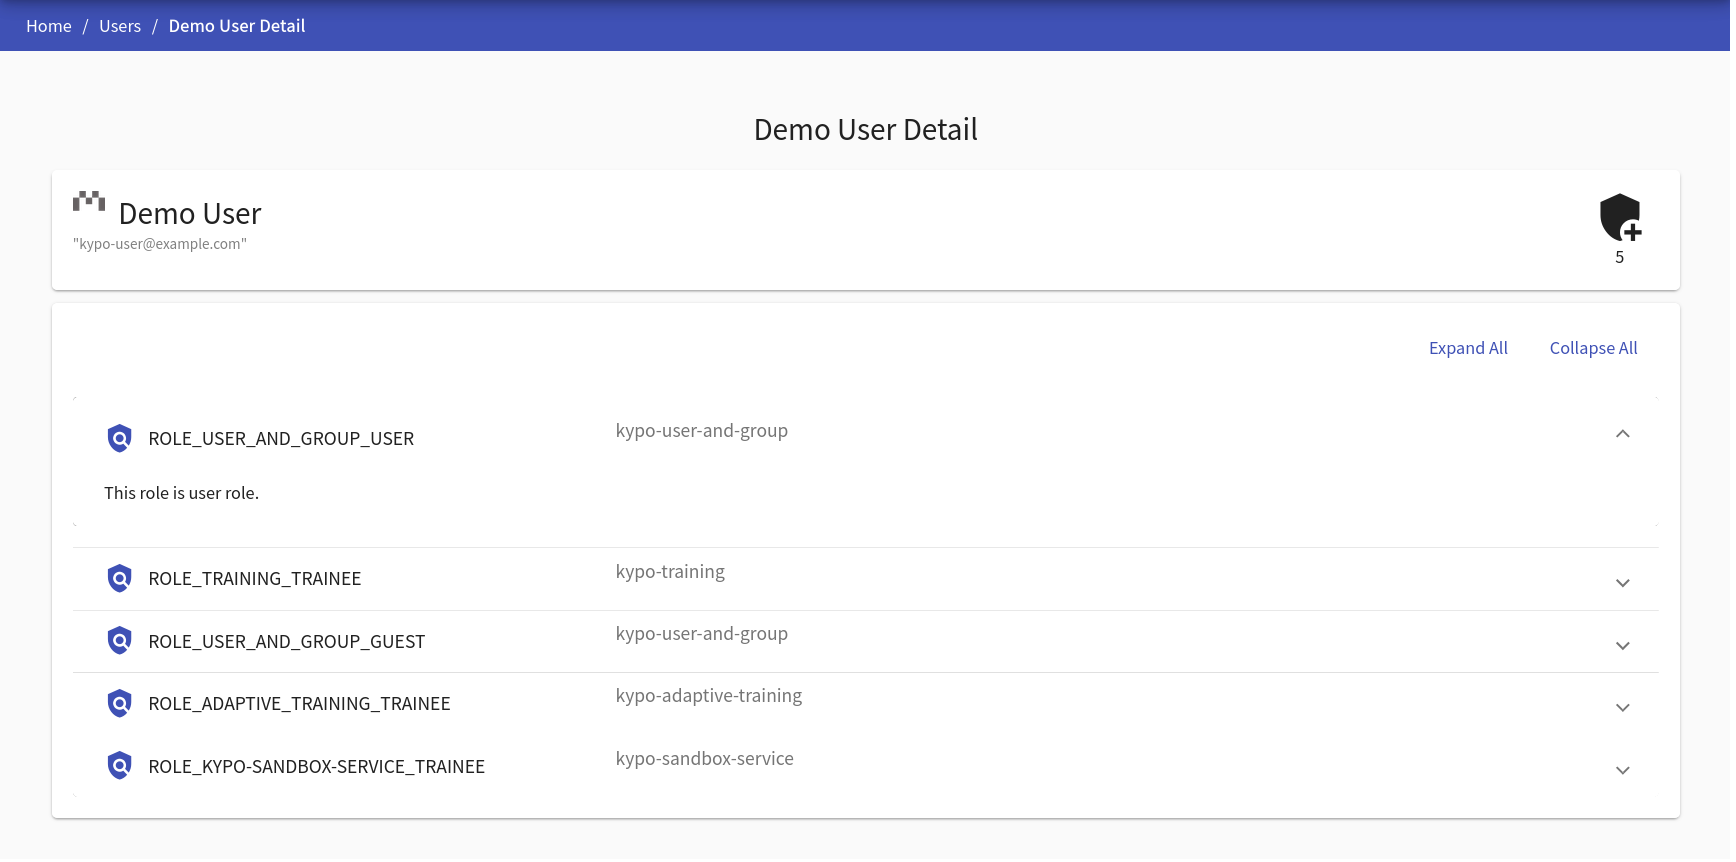 Home / Users / Demo User Detail
Demo User Detail
Demo User
"kypo-user@example.com"
5
Expand All Collapse All
ROLE_USER_AND_GROUP_USER kypo-user-and-group
This role is user role.
ROLE_TRAINING_TRAINEE kypo-training
ROLE_USER_AND_GROUP_GUEST kypo-user-and-group
ROLE_ADAPTIVE_TRAINING_TRAINEE kypo-adaptive-training
ROLE_KYPO-SANDBOX-SERVICE_TRAINEE kypo-sandbox-service